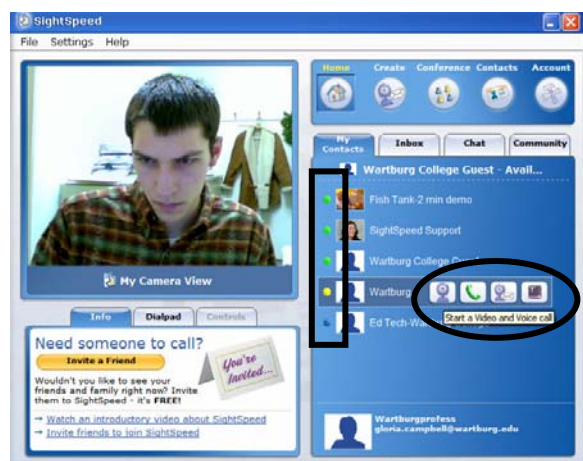 SightSpeed
File Settings Help
Home Create Conference Contacts Account
My Contacts Inbox Chat Community
Wartburg College Guest - Avail...
Fish Tank-2 min demo
SightSpeed Support
Wartburg College
Wartburg
Start a Video and Voice call
Ed Tech-Wa
My Camera View
Info Dialpad Controls
Need someone to call?
Invite a Friend
You're
Invited...
Wouldn't you like to see your
friends and family right now? Invite
them to SightSpeed - it's FREE!
→ Watch an introductory video about SightSpeed
→ Invite friends to join SightSpeed
Wartburgprofess
gloria.campbell@wartburg.edu